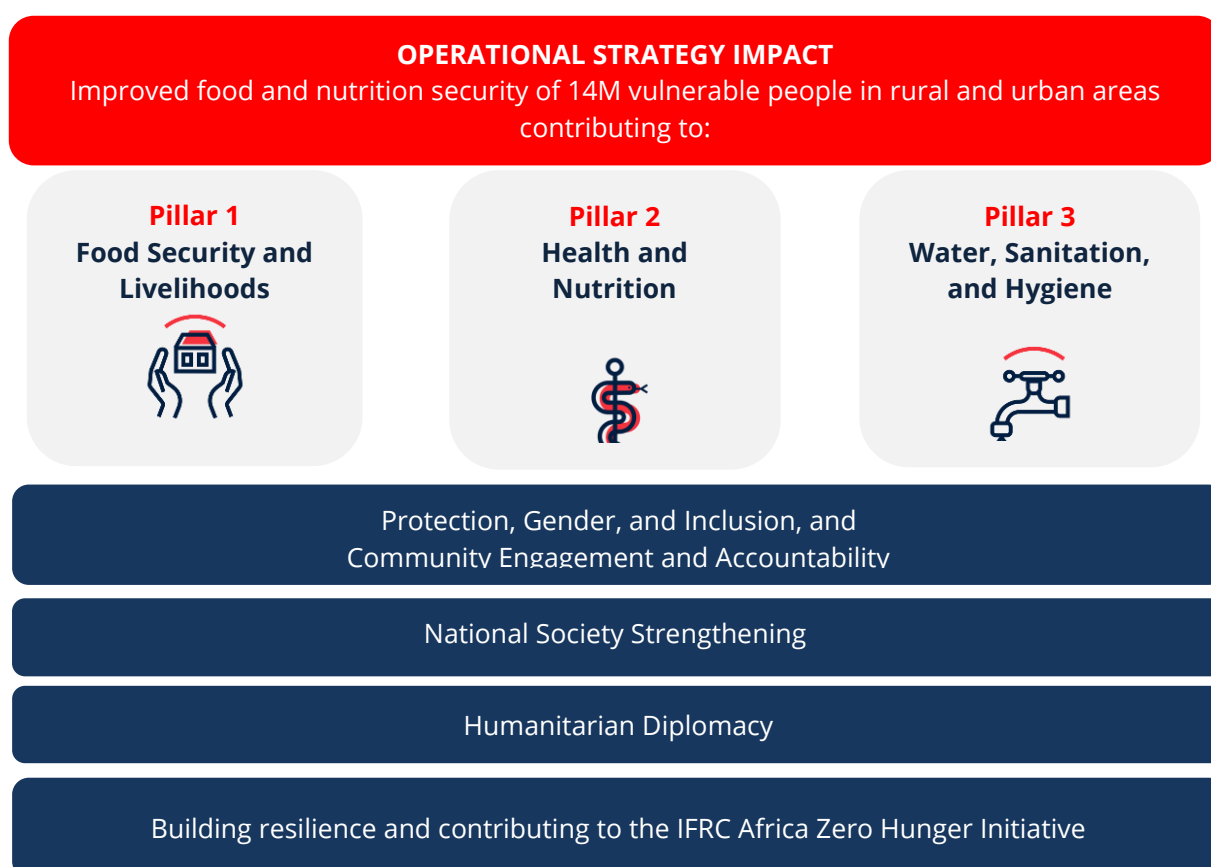 OPERATIONAL STRATEGY IMPACT
Improved food and nutrition security of 14M vulnerable people in rural and urban areas
contributing to:
Pillar 1
Food Security and
Livelihoods
Pillar 2
Health and
Nutrition
Pillar 3
Water, Sanitation,
and Hygiene
Protection, Gender, and Inclusion, and
Community Engagement and Accountability
National Society Strengthening
Humanitarian Diplomacy
Building resilience and contributing to the IFRC Africa Zero Hunger Initiative